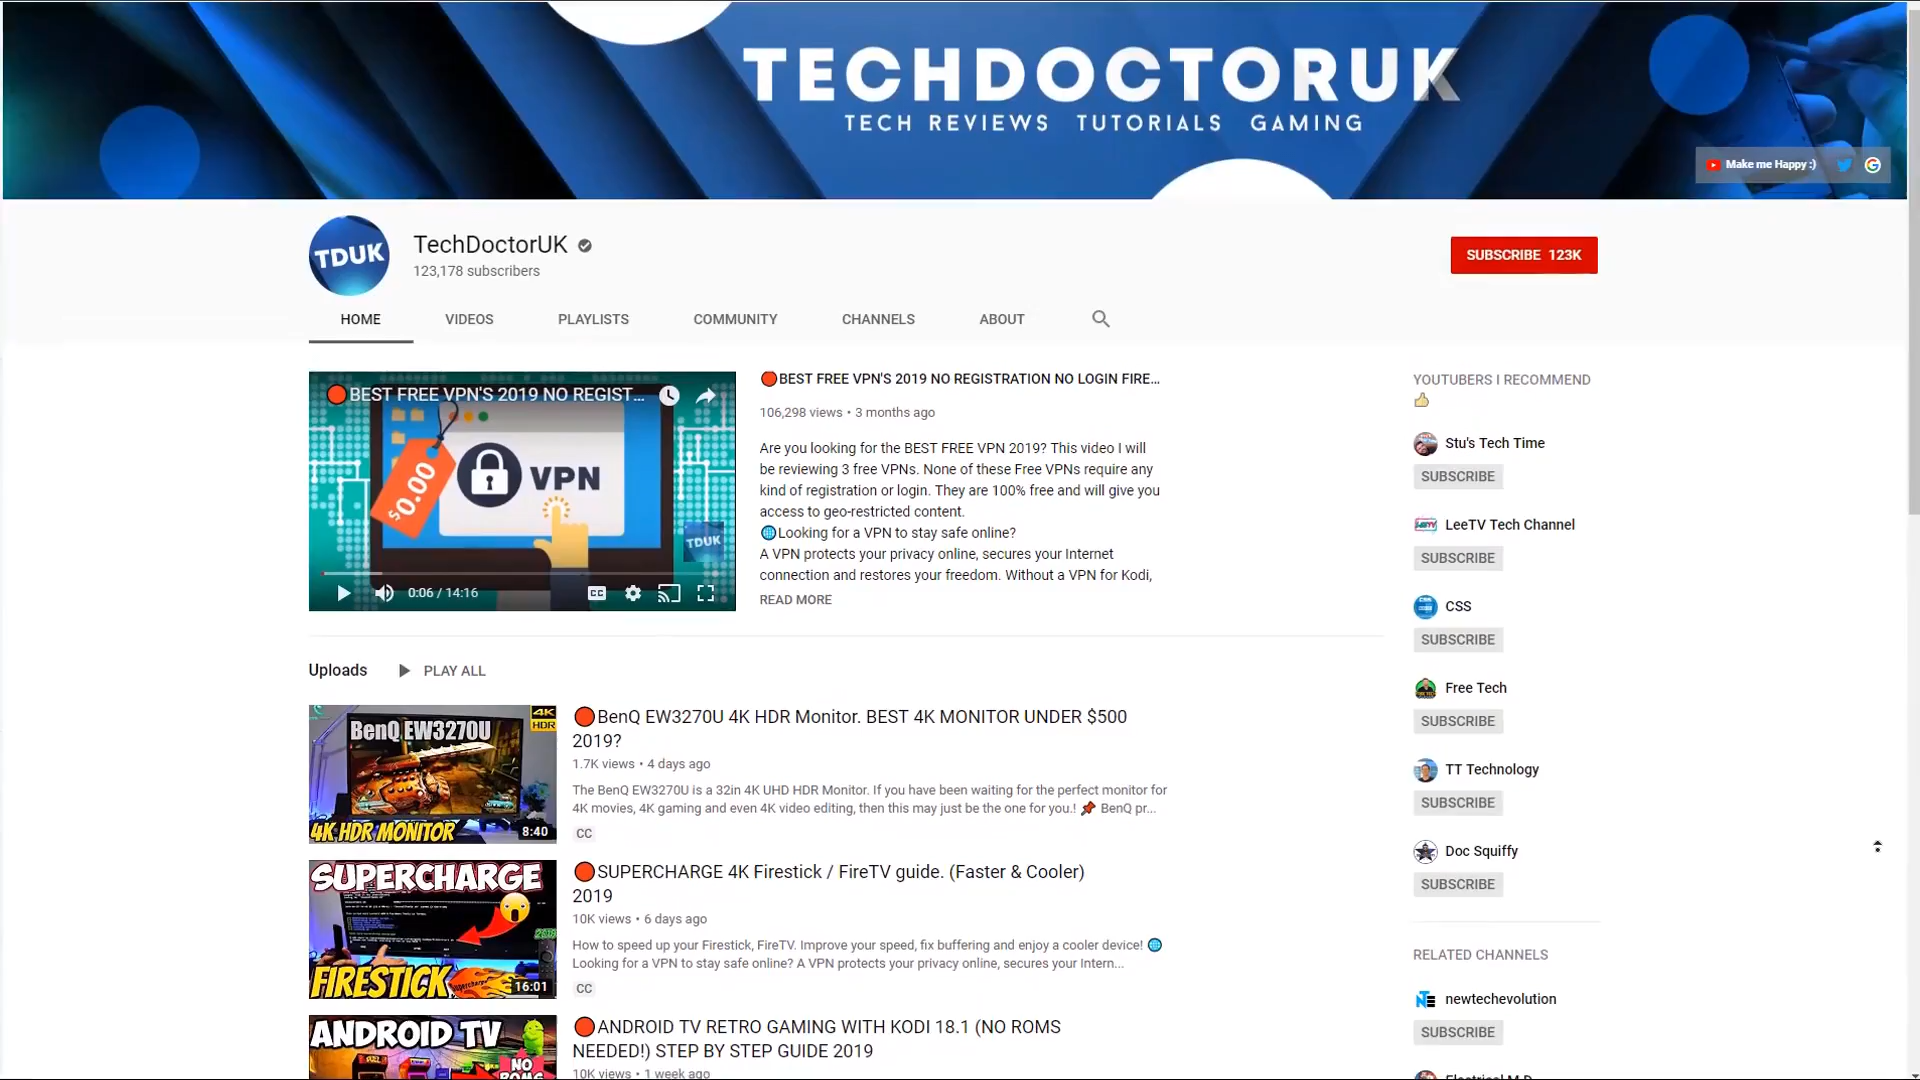 TECHDOCTORUK
TECH REVIEWS TUTORIALS GAMING
Make me Happy :)
TDUK
TechDoctorUK
123,178 subscribers
SUBSCRIBE 123K
HOME
VIDEOS
PLAYLISTS
COMMUNITY
CHANNELS
ABOUT
🔴BEST FREE VPN'S 2019 NO REGIST...
$0.00
VPN
TDUK
0:06 / 14:16
CC
🔴BEST FREE VPN'S 2019 NO REGISTRATION NO LOGIN FIRE...
106,298 views • 3 months ago
Are you looking for the BEST FREE VPN 2019? This video I will
be reviewing 3 free VPNs. None of these Free VPNs require any
kind of registration or login. They are 100% free and will give you
access to geo-restricted content.
🌐Looking for a VPN to stay safe online?
A VPN protects your privacy online, secures your Internet
connection and restores your freedom. Without a VPN for Kodi,
READ MORE
YOUTUBERS I RECOMMEND
👍
Stu's Tech Time
SUBSCRIBE
LeeTV Tech Channel
SUBSCRIBE
CSS
SUBSCRIBE
Free Tech
SUBSCRIBE
TT Technology
SUBSCRIBE
Doc Squiffy
SUBSCRIBE
RELATED CHANNELS
newtechevolution
SUBSCRIBE
Uploads
PLAY ALL
BenQ EW3270U
4K
HDR
4K HDR MONITOR
8:40
🔴BenQ EW3270U 4K HDR Monitor. BEST 4K MONITOR UNDER $500
2019?
1.7K views • 4 days ago
The BenQ EW3270U is a 32in 4K UHD HDR Monitor. If you have been waiting for the perfect monitor for
4K movies, 4K gaming and even 4K video editing, then this may just be the one for you.! 📌 BenQ pr...
CC
SUPERCHARGE
FIRESTICK
16:01
🔴SUPERCHARGE 4K Firestick / FireTV guide. (Faster & Cooler)
2019
10K views • 6 days ago
How to speed up your Firestick, FireTV. Improve your speed, fix buffering and enjoy a cooler device! 🌐
Looking for a VPN to stay safe online? A VPN protects your privacy online, secures your Intern...
CC
ANDROID TV
NO
ROMS
🔴ANDROID TV RETRO GAMING WITH KODI 18.1 (NO ROMS
NEEDED!) STEP BY STEP GUIDE 2019
10K views • 1 week ago